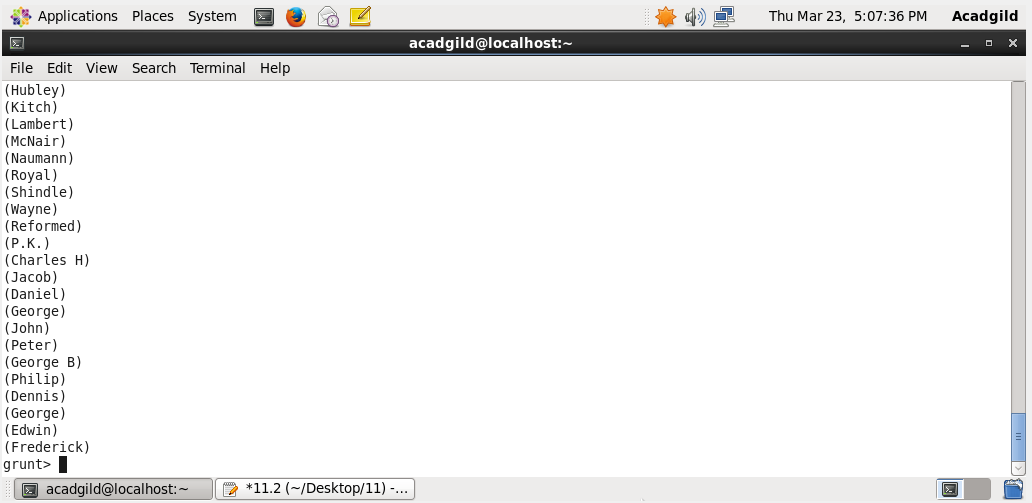 Applications Places System Thu Mar 23, 5:07:36 PM Acadgild
acadgild@localhost:~
File Edit View Search Terminal Help
(Hubley)
(Kitch)
(Lambert)
(McNair)
(Naumann)
(Royal)
(Shindle)
(Wayne)
(Reformed)
(P.K.)
(Charles H)
(Jacob)
(Daniel)
(George)
(John)
(Peter)
(George B)
(Philip)
(Dennis)
(George)
(Edwin)
(Frederick)
grunt>
acadgild@localhost:~ *11.2 (~/Desktop/11) -...